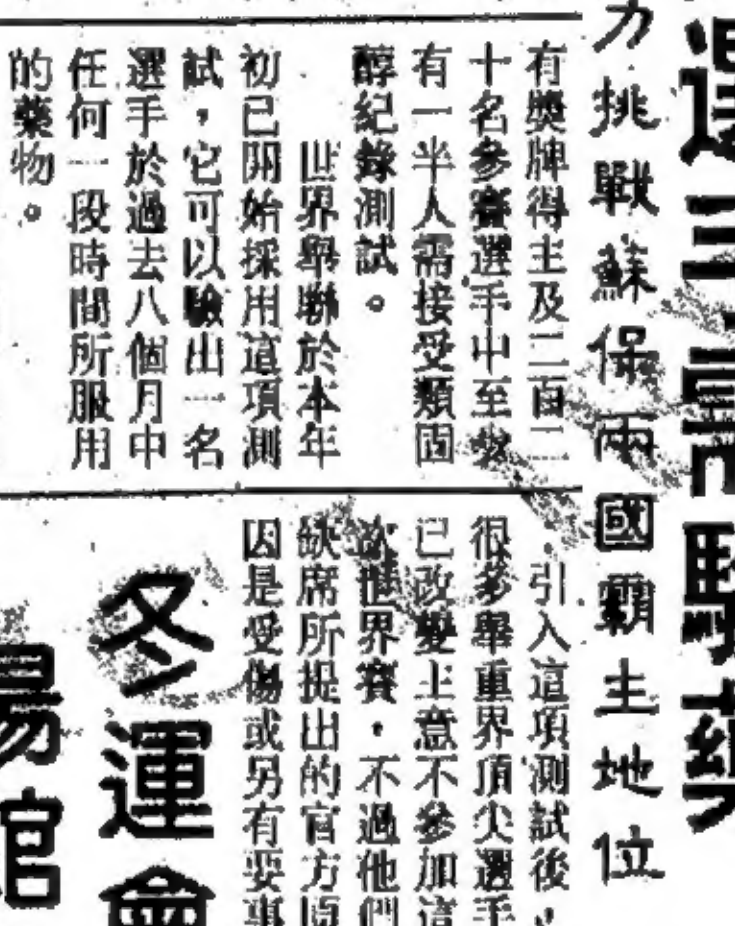 力挑戰蘇保兩國霸主地位
有獎牌得主及二百二
十名參賽選手中至少
有一半人需接受類固
醇紀錄測試。
世界舉聯於本年
初已開始採用這項測
試，它可以驗出一名
選手於過去八個月中
任何一段時間所服用
的藥物。
引入這項測試後，
很多舉重界頂尖選手
已改變主意不參加這
次世界賽，不過他們
缺席所提出的官方原
因是受傷或另有要事
冬運會
場館